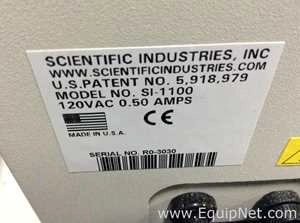 SCIENTIFIC INDUSTRIES, INC
WWW.SCIENTIFICINDUSTRIES.COM
U.S.PATENT NO. 5,918,979
MODEL NO. SI-1100
120VAC 0.50 AMPS
CE
MADE IN U.S.A.
SERIAL NO. R0-3030
© www.EquipNet.com